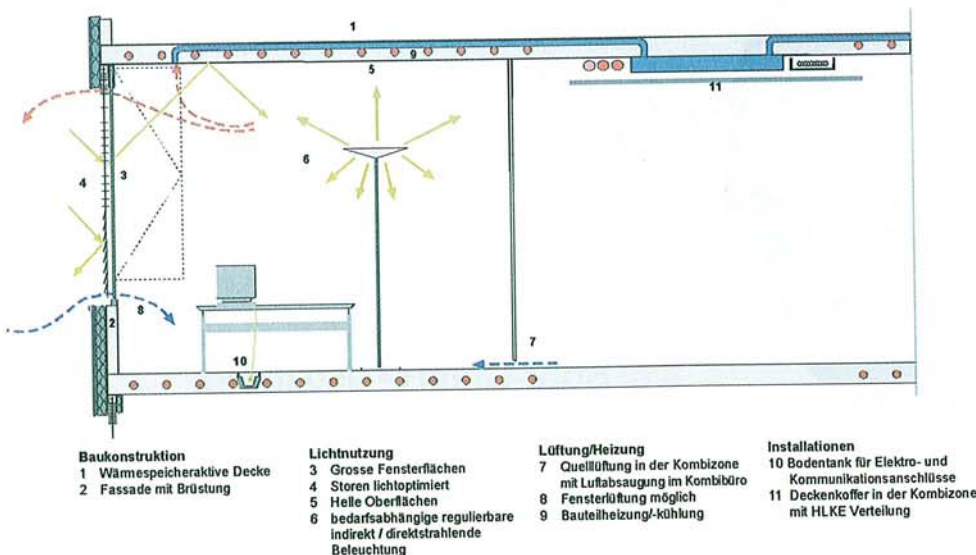 1
9
5
11
6
4
3
8
2
10
7
Baukonstruktion
1 Wärmespeicheraktive Decke
2 Fassade mit Brüstung
Lichtnutzung
3 Grosse Fensterflächen
4 Storen lichtoptimiert
5 Helle Oberflächen
6 bedarfsabhängige regulierbare
indirekt / direktstrahlende
Beleuchtung
Lüftung/Heizung
7 Quelllüftung in der Kombizone
mit Luftabsaugung im Kombibüro
8 Fensterlüftung möglich
9 Bauteilheizung/-kühlung
Installationen
10 Bodentank für Elektro- und
Kommunikationsanschlüsse
11 Deckenkoffer in der Kombizone
mit HLKE Verteilung